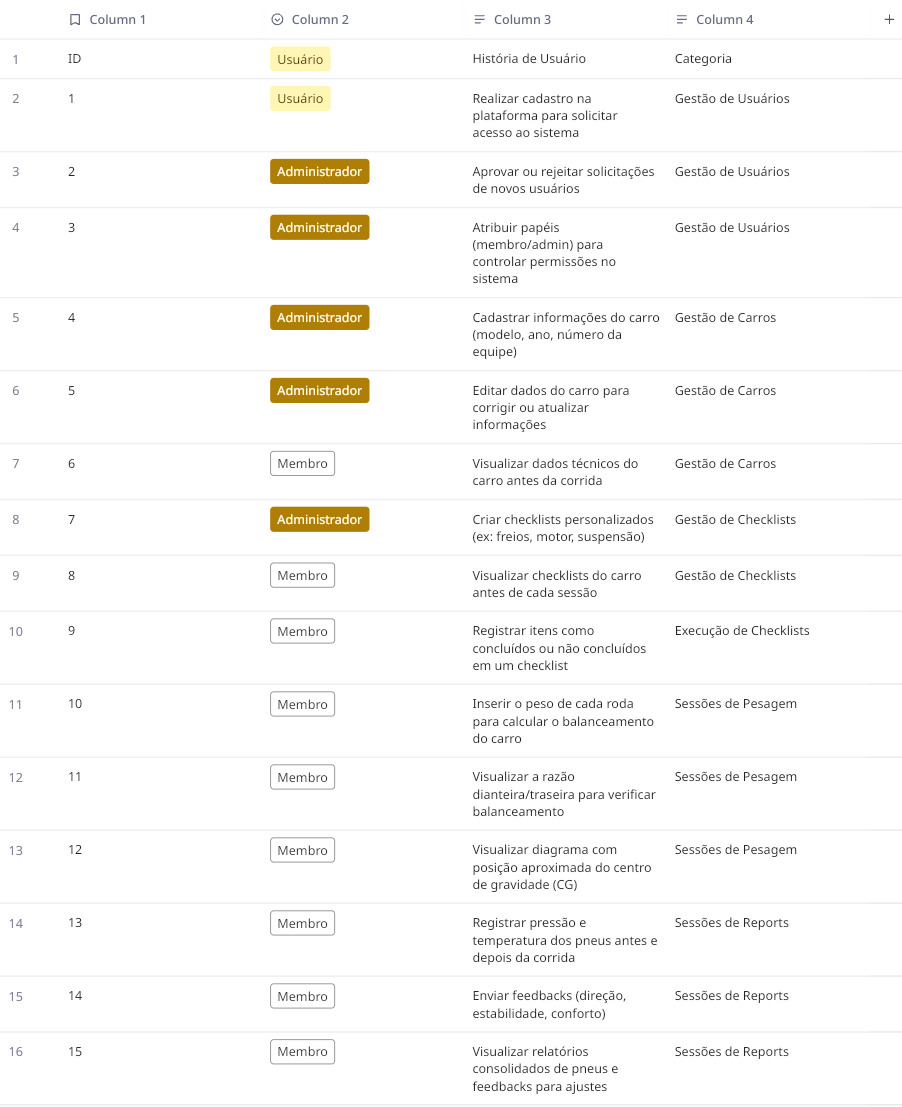 Column 1 Column 2 Column 3 Column 4
1 ID Usuário História de Usuário Categoria
2 1 Usuário Realizar cadastro na Gestão de Usuários
plataforma para solicitar
acesso ao sistema
3 2 Administrador Aprovar ou rejeitar solicitações Gestão de Usuários
de novos usuários
4 3 Administrador Atribuir papéis Gestão de Usuários
(membro/admin) para
controlar permissões no
sistema
5 4 Administrador Cadastrar informações do carro Gestão de Carros
(modelo, ano, número da
equipe)
6 5 Administrador Editar dados do carro para Gestão de Carros
corrigir ou atualizar
informações
7 6 Membro Visualizar dados técnicos do Gestão de Carros
carro antes da corrida
8 7 Administrador Criar checklists personalizados Gestão de Checklists
(ex: freios, motor, suspensão)
9 8 Membro Visualizar checklists do carro Gestão de Checklists
antes de cada sessão
10 9 Membro Registrar itens como Execução de Checklists
concluídos ou não concluídos
em um checklist
11 10 Membro Inserir o peso de cada roda Sessões de Pesagem
para calcular o balanceamento
do carro
12 11 Membro Visualizar a razão Sessões de Pesagem
dianteira/traseira para verificar
balanceamento
13 12 Membro Visualizar diagrama com Sessões de Pesagem
posição aproximada do centro
de gravidade (CG)
14 13 Membro Registrar pressão e Sessões de Reports
temperatura dos pneus antes e
depois da corrida
15 14 Membro Enviar feedbacks (direção, Sessões de Reports
estabilidade, conforto)
16 15 Membro Visualizar relatórios Sessões de Reports
consolidados de pneus e
feedbacks para ajustes